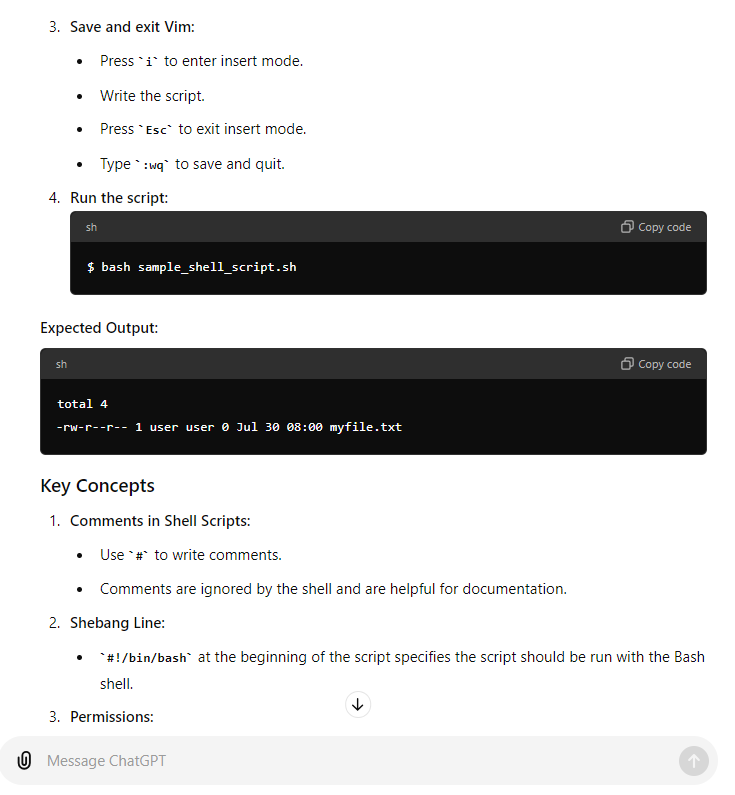 3. Save and exit Vim:
• Press `i` to enter insert mode.
• Write the script.
• Press `Esc` to exit insert mode.
• Type `:wq` to save and quit.
4. Run the script:
sh Copy code
$ bash sample_shell_script.sh
Expected Output:
sh Copy code
total 4
-rw-r--r-- 1 user user 0 Jul 30 08:00 myfile.txt
Key Concepts
1. Comments in Shell Scripts:
• Use `#` to write comments.
• Comments are ignored by the shell and are helpful for documentation.
2. Shebang Line:
• `#!/bin/bash` at the beginning of the script specifies the script should be run with the Bash
shell.
3. Permissions:
Message ChatGPT